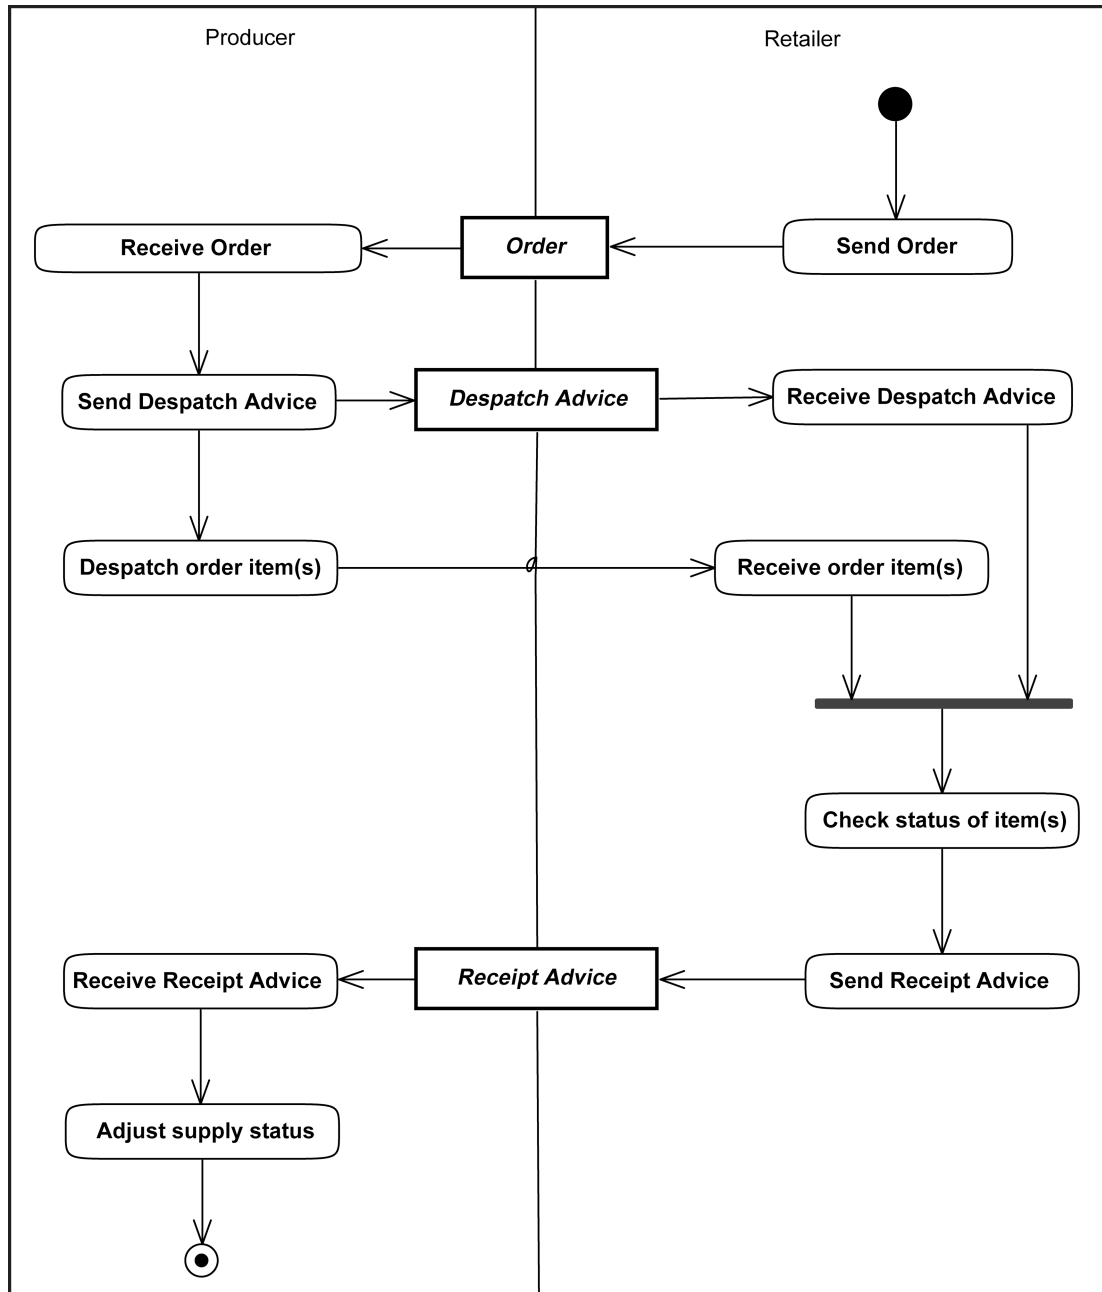 Producer
Retailer
Receive Order
Order
Send Order
Send Despatch Advice
Despatch Advice
Receive Despatch Advice
Despatch order item(s)
Receive order item(s)
Check status of item(s)
Receive Receipt Advice
Receipt Advice
Send Receipt Advice
Adjust supply status